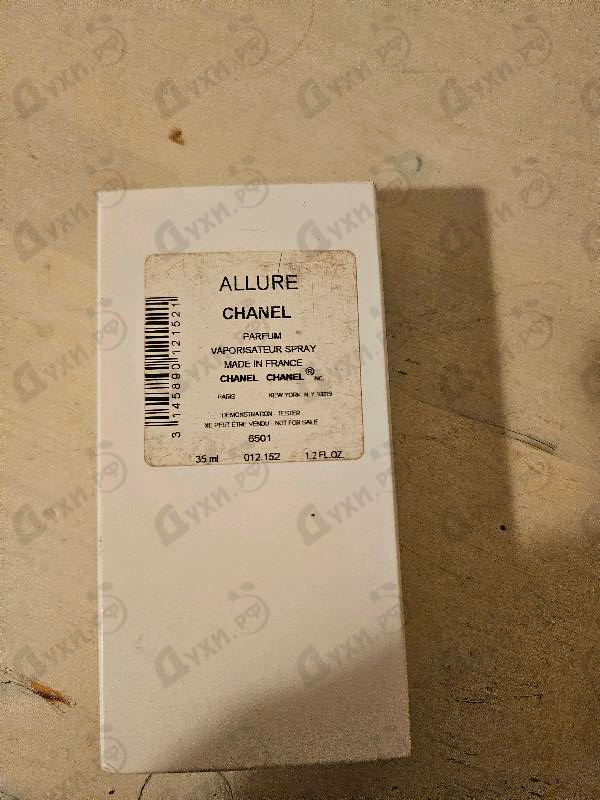 ALLURE
CHANEL
PARFUM
VAPORISATEUR SPRAY
MADE IN FRANCE
CHANEL CHANEL® INC.
PARIS NEW YORK N.Y 10019
DEMONSTRATION TESTER
NE PEUT ÊTRE VENDU NOT FOR SALE
6501
35 ml 012.152 1.2 FL.OZ.
3 145890 121521
Духи.рф